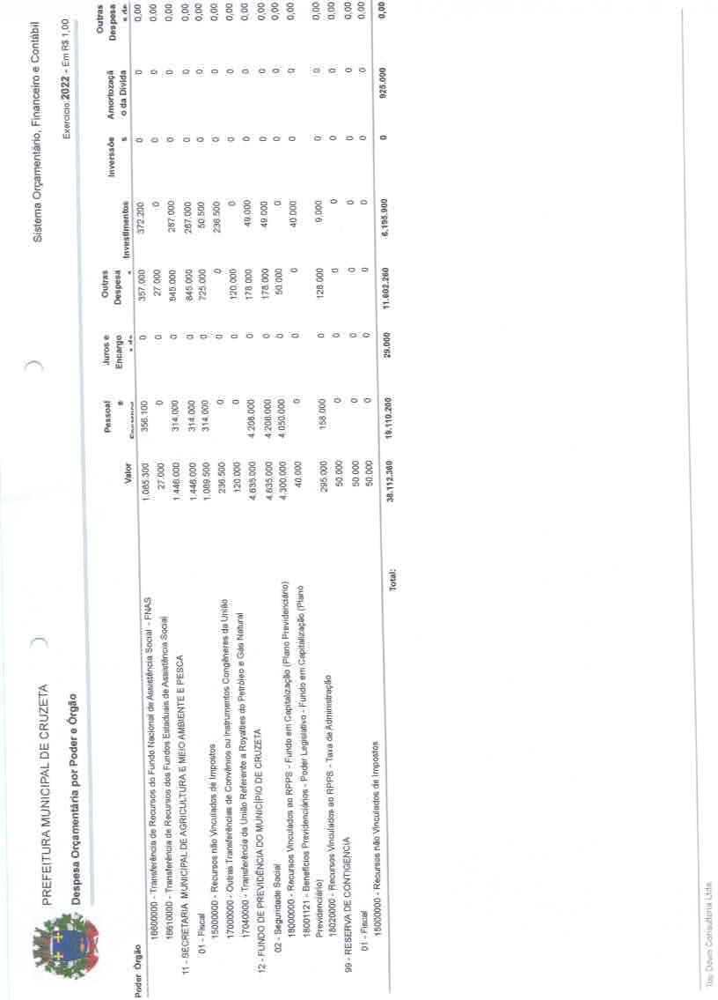 PREFEITURA MUNICIPAL DE CRUZETA
Sistema Orçamentário, Financeiro e Contábil
Despesa Orçamentária por Poder e Órgão
Exercício: 2022 - Em R$ 1,00
Poder Órgão Valor Pessoal e Juros e Encargo Outras Despesa Investimentos Inversõe s Amortozaçã o da Divida Outras Despesa s de
16600000 - Transferência de Recursos do Fundo Nacional de Assistência Social - FNAS 1.085.300 356.100 0 357.000 372.200 0 0 0,00
16610000 - Transferência de Recursos dos Fundos Estaduais de Assistência Social 27.000 0 0 27.000 0 0 0 0,00
11 - SECRETARIA MUNICIPAL DE AGRICULTURA E MEIO AMBIENTE E PESCA 1.446.000 314.000 0 845.000 287.000 0 0 0,00
01 - Fiscal 1.446.000 314.000 0 845.000 287.000 0 0 0,00
15000000 - Recursos não Vinculados de Impostos 1.089.500 314.000 0 725.000 50.500 0 0 0,00
17000000 - Outras Transferências de Convênios ou Instrumentos Congêneres da União 236.500 0 0 0 236.500 0 0 0,00
17040000 - Transferência da União Referente a Royalties do Petróleo e Gás Natural 120.000 0 0 120.000 0 0 0 0,00
12 - FUNDO DE PREVIDÊNCIA DO MUNICÍPIO DE CRUZETA 4.635.000 4.208.000 0 178.000 49.000 0 0 0,00
02 - Seguridade Social 4.635.000 4.208.000 0 178.000 49.000 0 0 0,00
18000000 - Recursos Vinculados ao RPPS - Fundo em Capitalização (Plano Previdenciário) 4.300.000 4.050.000 0 50.000 0 0 0 0,00
18001121 - Benefícios Previdenciários - Poder Legislativo - Fundo em Capitalização (Plano 40.000 0 0 0 40.000 0 0 0,00
Previdenciário)
18020000 - Recursos Vinculados ao RPPS - Taxa de Administração 295.000 158.000 0 128.000 9.000 0 0 0,00
99 - RESERVA DE CONTIGENCIA 50.000 0 0 0 0 0 0 0,00
01 - Fiscal 50.000 0 0 0 0 0 0 0,00
15000000 - Recursos não Vinculados de Impostos 50.000 0 0 0 0 0 0 0,00
Total: 38.112.360 19.110.200 29.000 11.602.260 6.195.900 0 925.000 0,00
Top Down Consultoria Ltda.